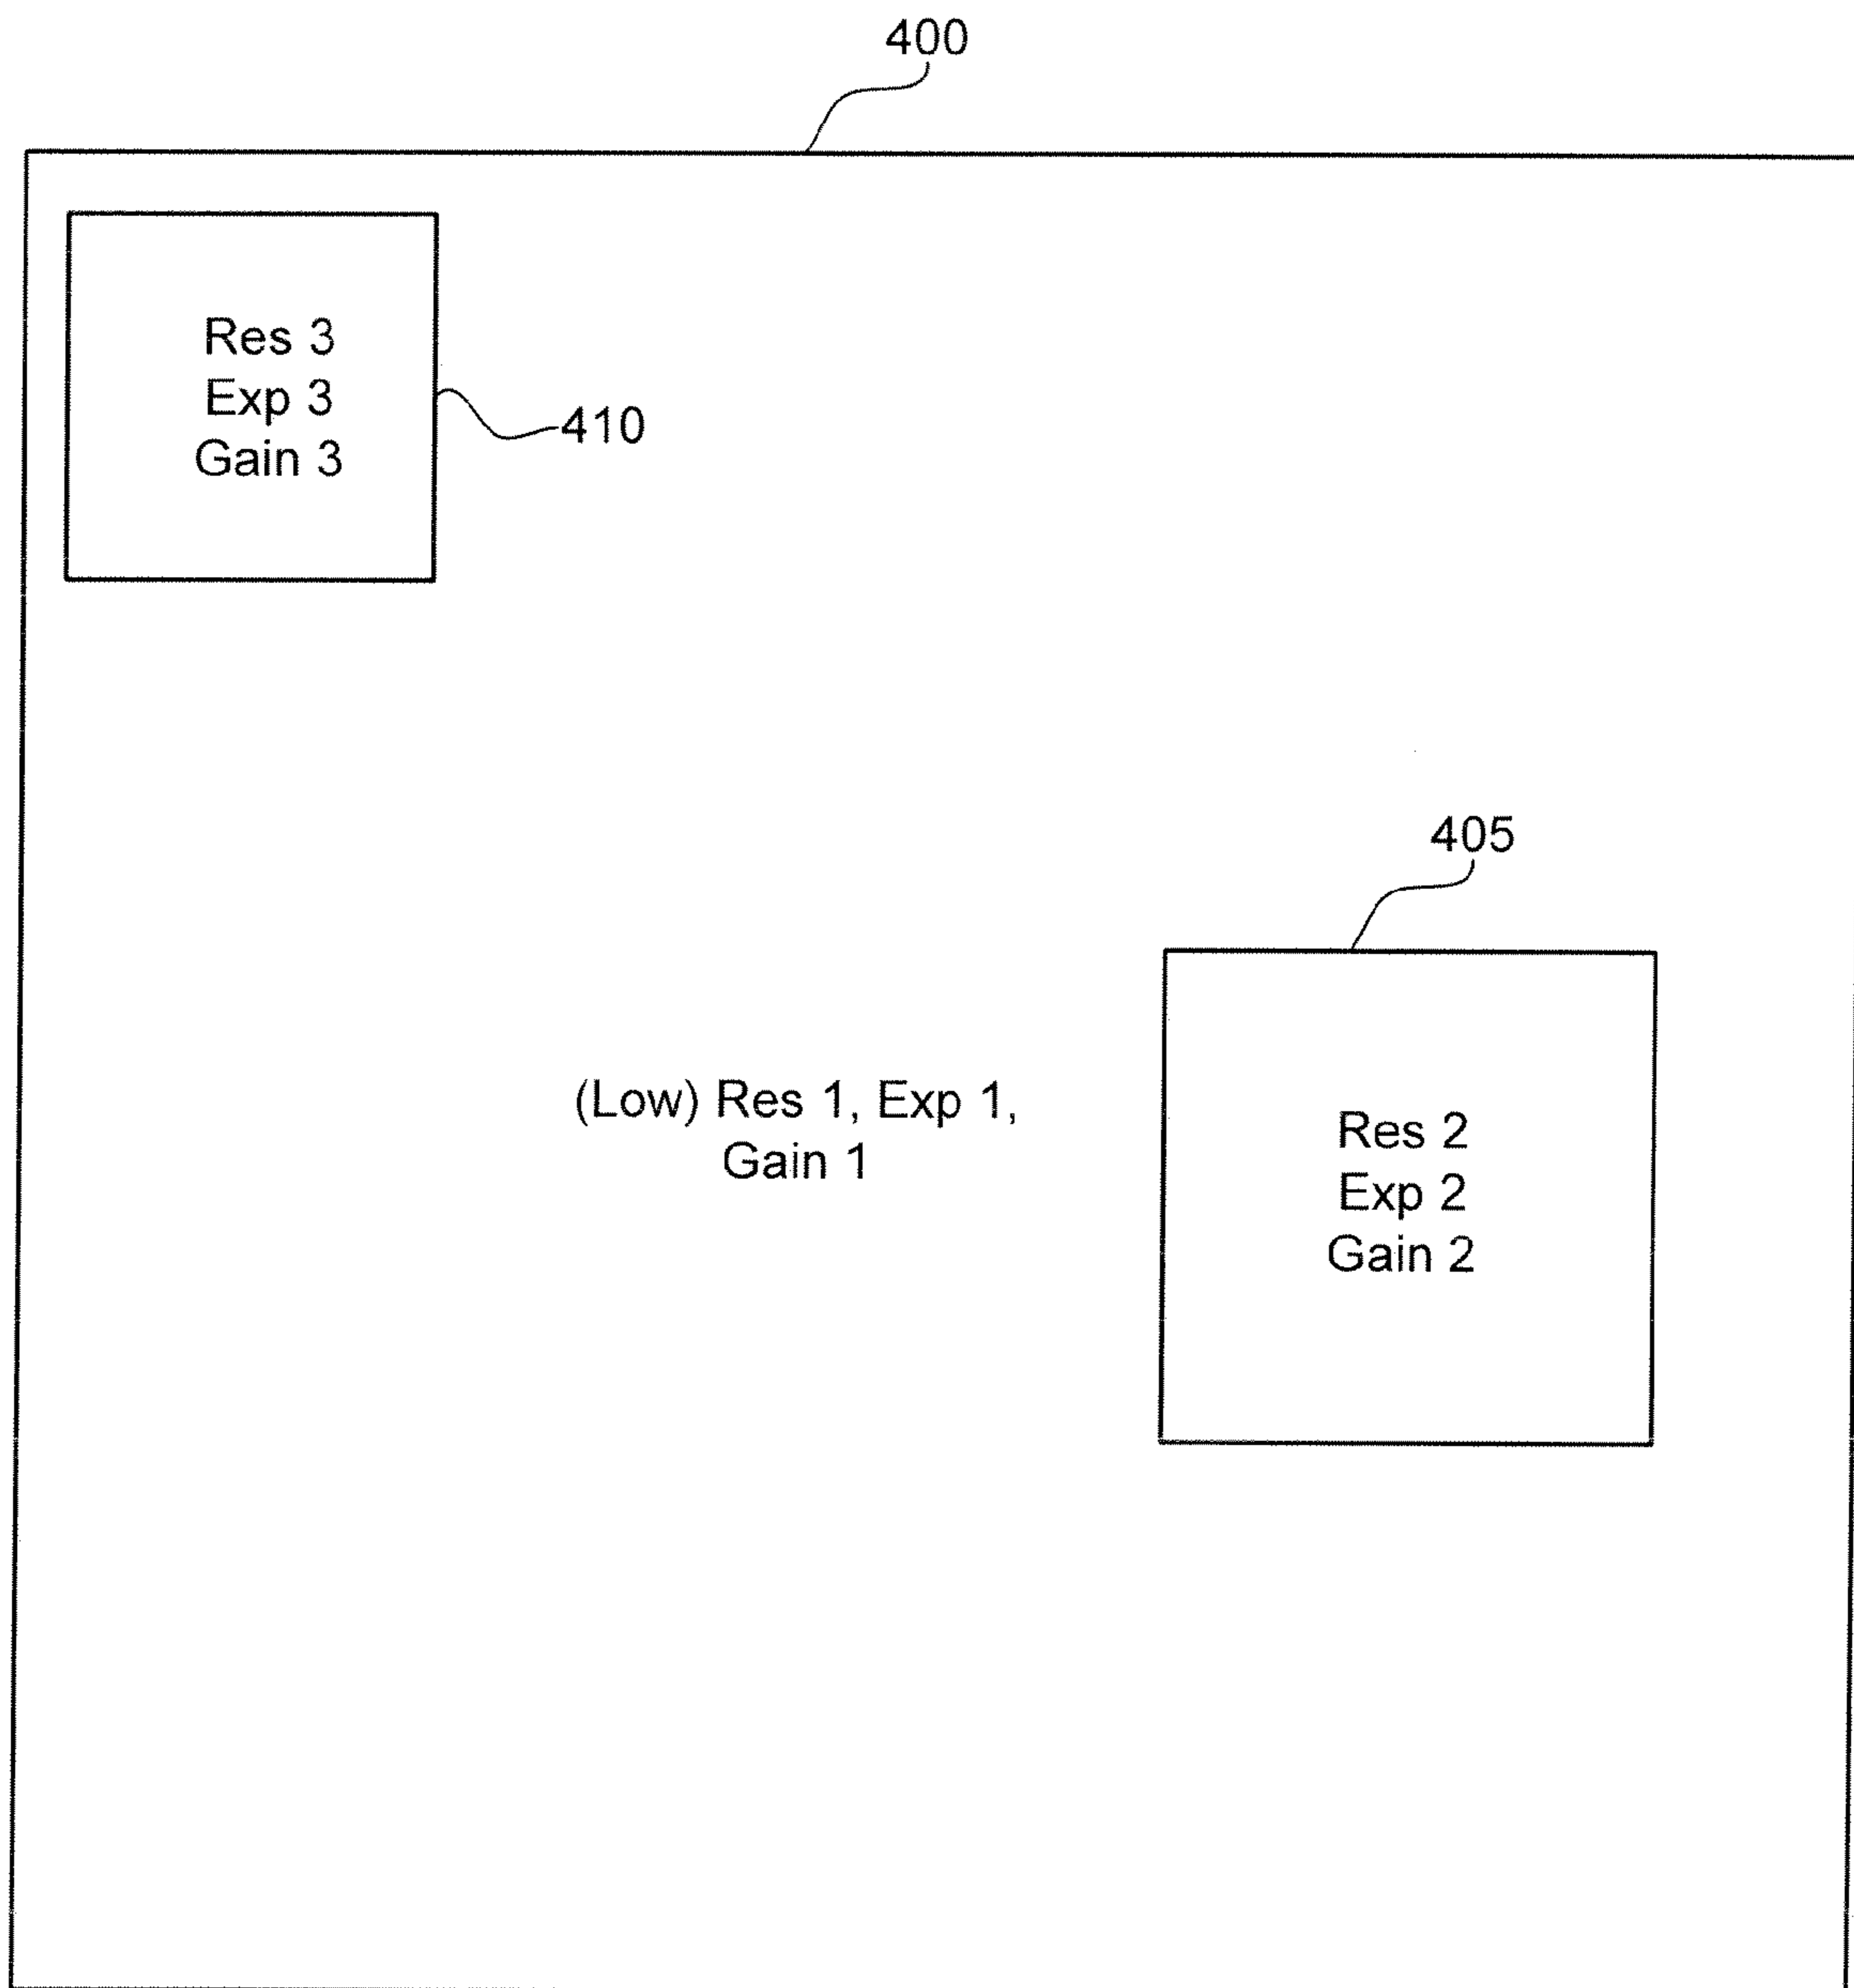 400
Res 3
Exp 3
Gain 3
410
405
(Low) Res 1, Exp 1,
Gain 1
Res 2
Exp 2
Gain 2